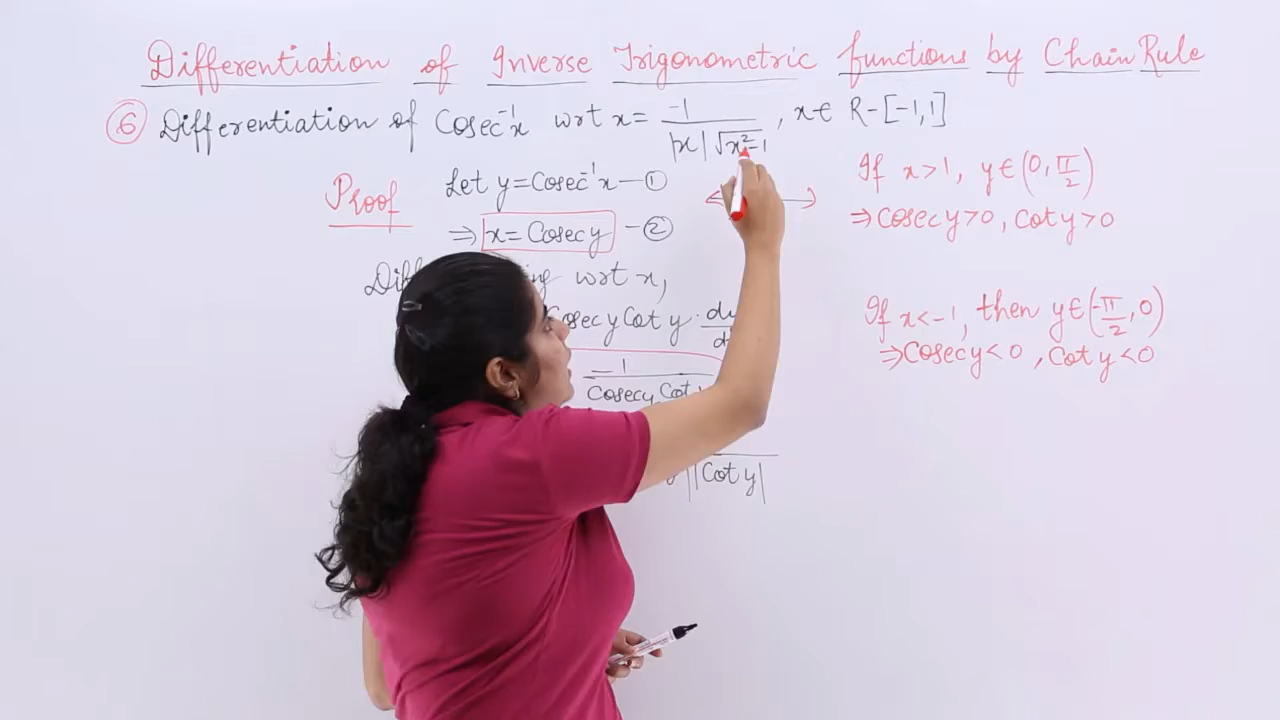 Differentiation of Inverse Trigonometric functions by Chain Rule
⑥ Differentiation of Cosec⁻¹x wrt x = -1 / |x|√x²-1 , x ∈ R-[-1,1]
Proof
Let y = Cosec⁻¹x — ①
⇒ x = Cosec y — ②
wrt x,
Cosec y Cot y . dy
-1 / Cosec y Cot y
|Cot y|
If x>1, y∈(0, π/2)
⇒ Cosec y>0, Cot y>0
If x<-1, then y∈(-π/2, 0)
⇒ Cosec y<0, Cot y<0